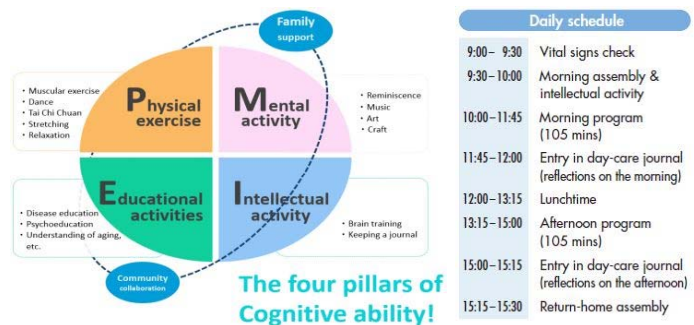 Family
support
• Muscular exercise
• Dance
• Tai Chi Chuan
• Stretching
• Relaxation
Physical
exercise
Mental
activity
• Reminiscence
• Music
• Art
• Craft
• Disease education
• Psychoeducation
• Understanding of aging,
etc.
Educational
activities
Intellectual
activity
• Brain training
• Keeping a journal
Community
collaboration
The four pillars of
Cognitive ability!
Daily schedule
9:00– 9:30 Vital signs check
9:30–10:00 Morning assembly &
intellectual activity
10:00–11:45 Morning program
(105 mins)
11:45–12:00 Entry in day-care journal
(reflections on the morning)
12:00–13:15 Lunchtime
13:15–15:00 Afternoon program
(105 mins)
15:00–15:15 Entry in day-care journal
(reflections on the afternoon)
15:15–15:30 Return-home assembly